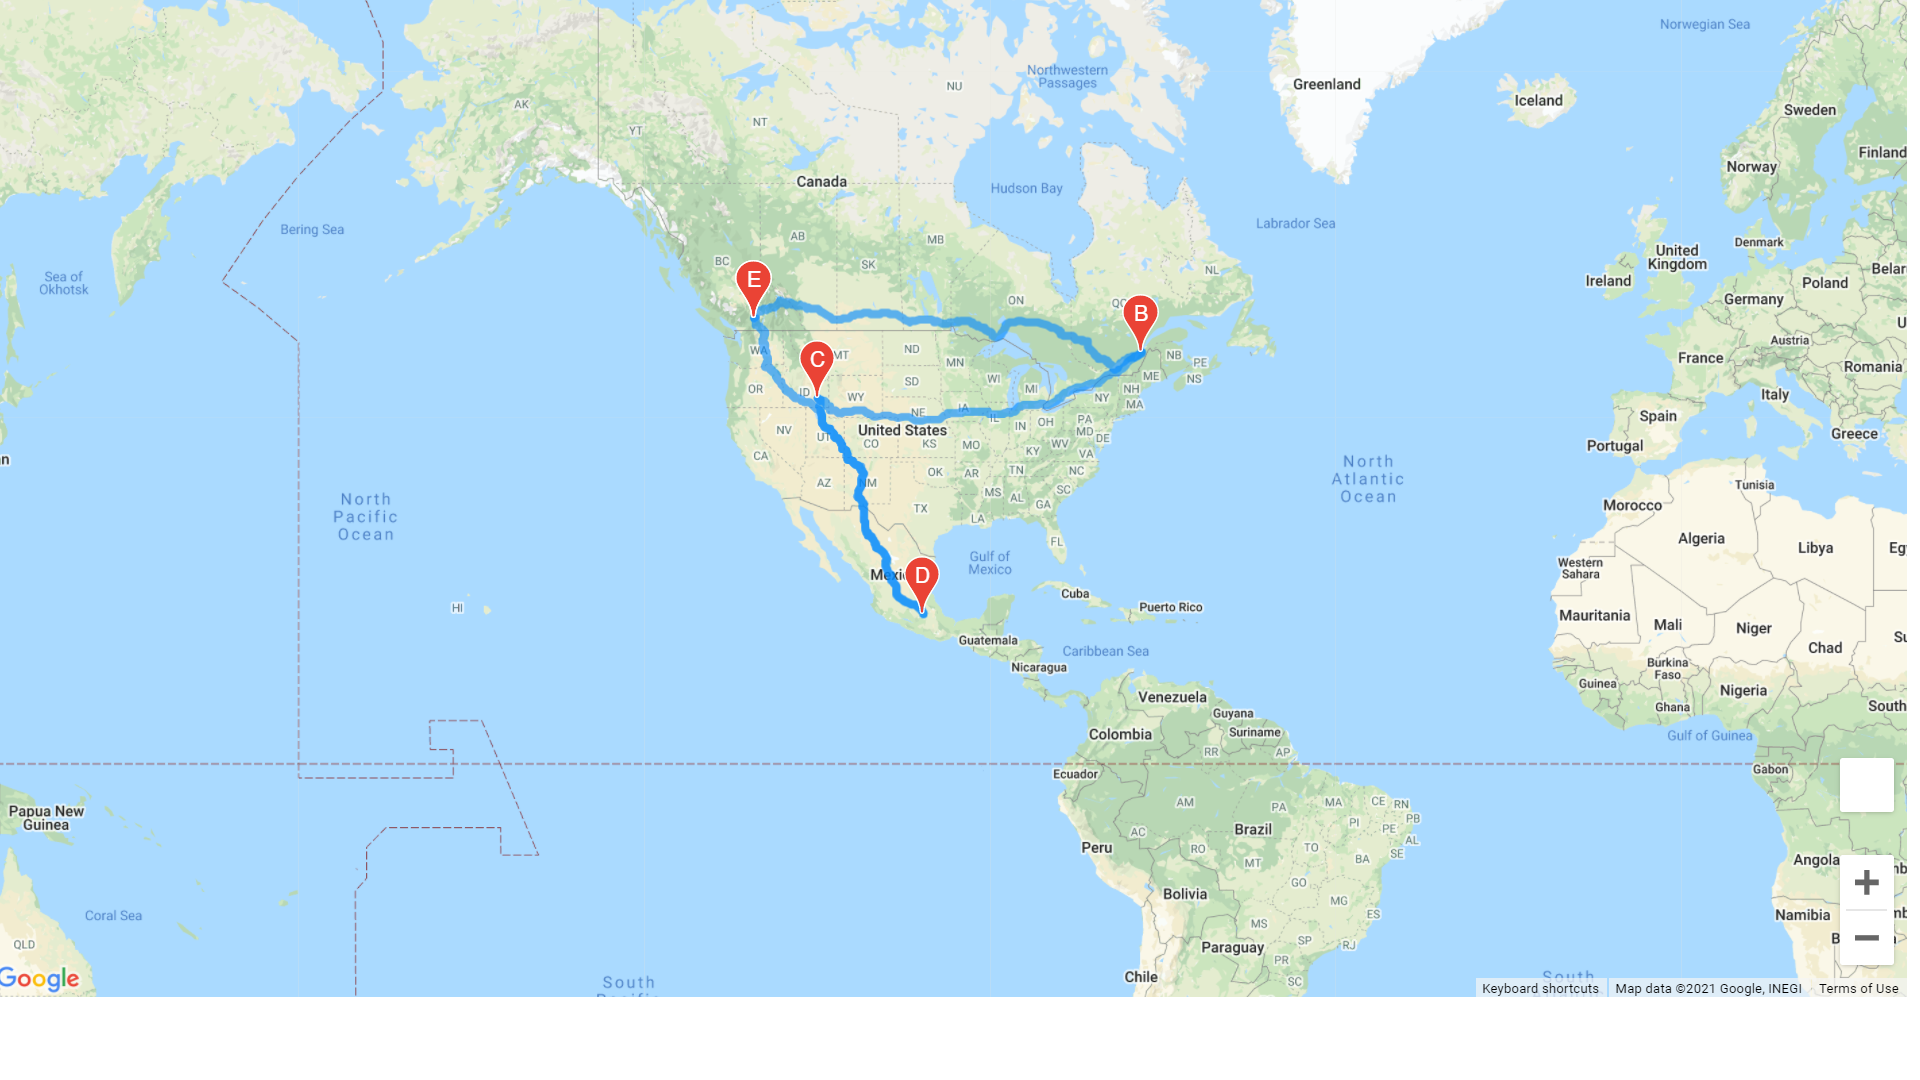 Norwegian Sea
Northwestern
Passages
NU
Greenland
Iceland
AK
Sweden
NT
YT
Finland
Norway
Canada
Hudson Bay
Labrador Sea
Bering Sea
AB
MB
Denmark
United
Kingdom
BC
SK
NL
Belar
Sea of
Okhotsk
E
Ireland
Poland
Germany
ON
QC
B
U
Austria
WA
MT
ND
NB
PE
France
Romania
C
MN
ME
NS
SD
WI
OR
ID
WY
MI
NH
NY
MA
Italy
NE
IA
IL
Spain
United States
OH
PA
IN
MD
DE
Greece
NV
UT
CO
KS
MO
WV
Portugal
KY
VA
CA
n
North
Atlantic
Ocean
OK
AR
TN
NC
AZ
NM
SC
Tunisia
North
Pacific
Ocean
MS
AL
GA
Morocco
TX
LA
Algeria
FL
Libya
Eg
Gulf of
Mexico
Western
Sahara
Mexic
D
Cuba
Puerto Rico
HI
Mauritania
Mali
Niger
Su
Guatemala
Chad
Caribbean Sea
Nicaragua
Burkina
Faso
Guinea
Nigeria
Venezuela
Ghana
South
Guyana
Suriname
Colombia
Gulf of Guinea
RR
AP
Ecuador
Gabon
AM
PA
MA
CE
RN
Papua New
Guinea
PB
PI
PE
AC
Brazil
AL
Peru
RO
TO
SE
MT
BA
Angola
mb
GO
Bolivia
MG
Coral Sea
ES
Namibia
mb
MS
QLD
SP
RJ
B
Paraguay
PR
Chile
Google
South
Pacific
SC
South
Keyboard shortcuts
Map data ©2021 Google, INEGI
Terms of Use